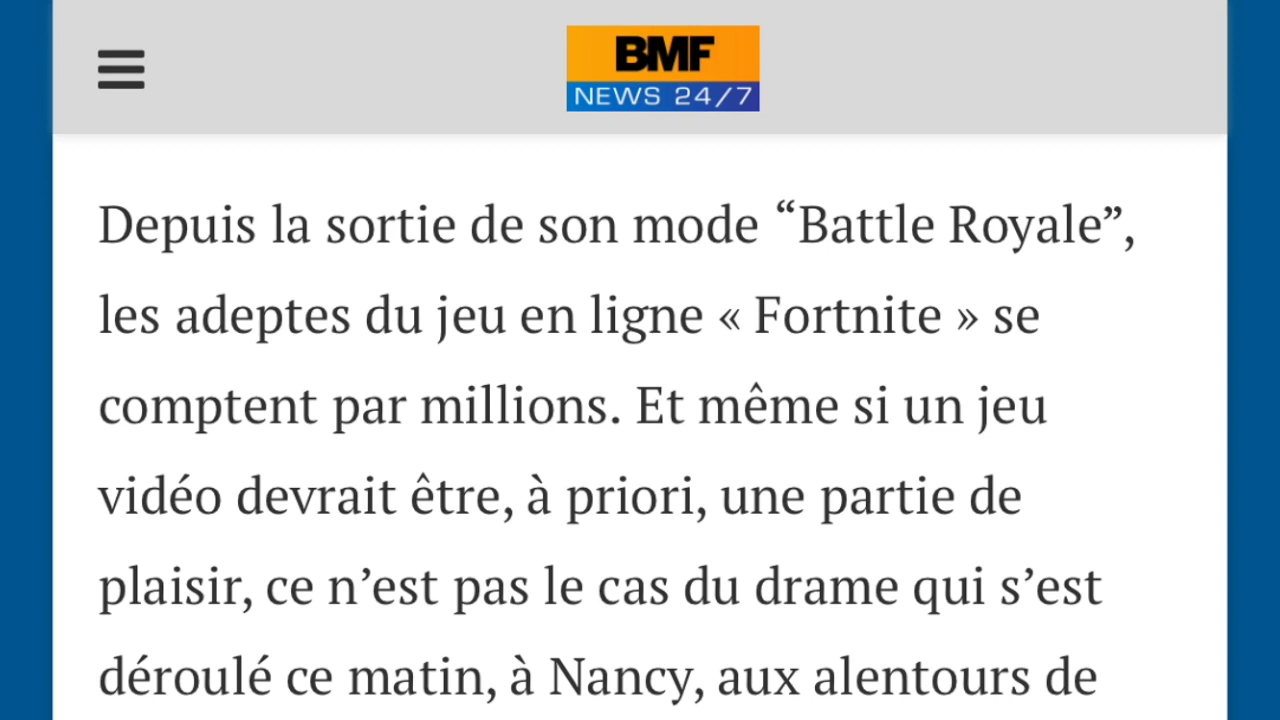 BMF
NEWS 24/7
Depuis la sortie de son mode “Battle Royale”,
les adeptes du jeu en ligne « Fortnite » se
comptent par millions. Et même si un jeu
vidéo devrait être, à priori, une partie de
plaisir, ce n’est pas le cas du drame qui s’est
déroulé ce matin, à Nancy, aux alentours de